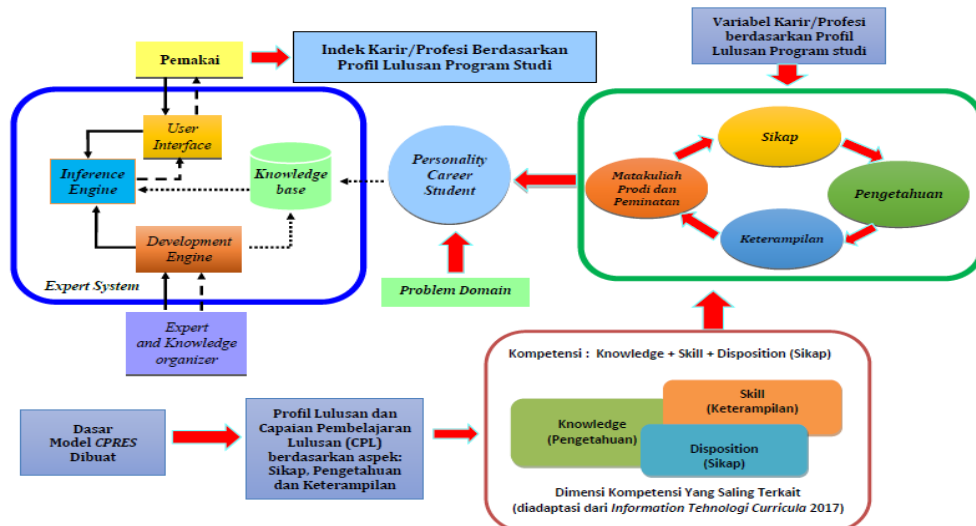 Pemakai
Indek Karir/Profesi Berdasarkan
Profil Lulusan Program Studi
Variabel Karir/Profesi
berdasarkan Profil
Lulusan Program studi
User
Interface
Inference
Engine
Knowledge
base
Development
Engine
Expert System
Expert
and Knowledge
organizer
Personality
Career
Student
Problem Domain
Sikap
Matakuliah
Prodi dan
Peminatan
Pengetahuan
Keterampilan
Dasar
Model CPRES
Dibuat
Profil Lulusan dan
Capaian Pembelajaran
Lulusan (CPL)
berdasarkan aspek:
Sikap, Pengetahuan
dan Keterampilan
Kompetensi : Knowledge + Skill + Disposition (Sikap)
Skill
(Keterampilan)
Knowledge
(Pengetahuan)
Disposition
(Sikap)
Dimensi Kompetensi Yang Saling Terkait
(diadaptasi dari Information Tehnologi Curricula 2017)